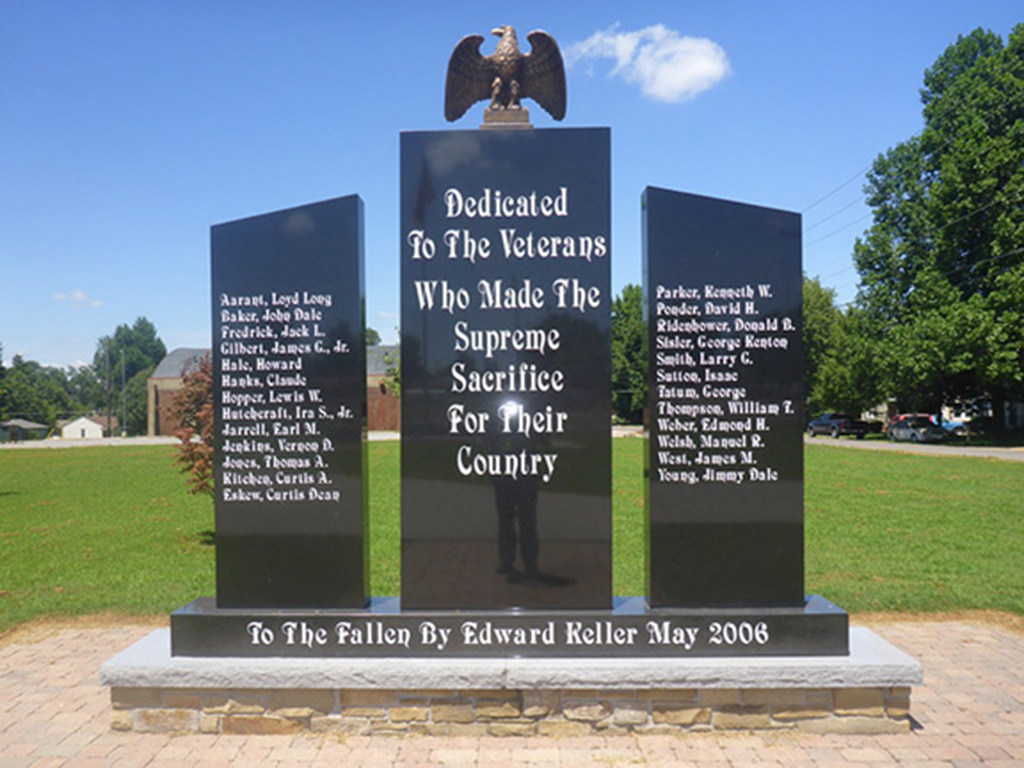 Dedicated
To The Veterans
Who Made The
Supreme
Sacrifice
For Their
Country
Aarant, Loyd Long
Baker, John Dale
Fredrick, Jack L.
Gilbert, James G., Jr.
Hale, Howard
Hanks, Claude
Hopper, Lewis W.
Hutchcraft, Ira S., Jr.
Jarrell, Earl M.
Jenkins, Vernon D.
Jones, Thomas A.
Kitchen, Curtis A.
Eskew, Curtis Dean
Parker, Kenneth W.
Ponder, David H.
Ridenhower, Donald B.
Sisler, George Kenton
Smith, Larry G.
Sutton, Isaac
Tatum, George
Thompson, William T.
Weber, Edmond H.
Welsh, Manuel R.
West, James M.
Young, Jimmy Dale
To The Fallen By Edward Keller May 2006